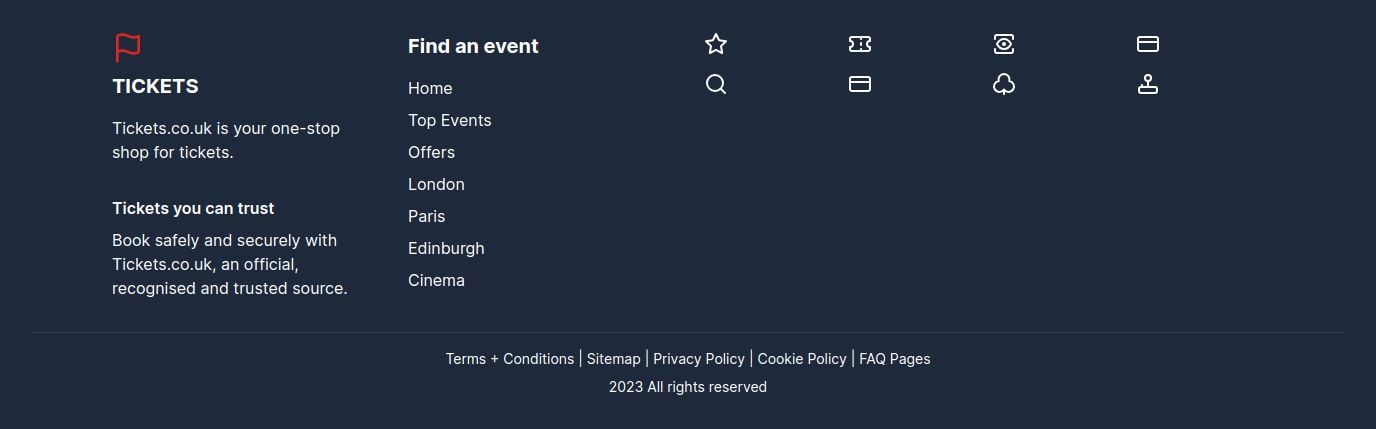 TICKETS
Tickets.co.uk is your one-stop
shop for tickets.
Tickets you can trust
Book safely and securely with
Tickets.co.uk, an official,
recognised and trusted source.
Find an event
Home
Top Events
Offers
London
Paris
Edinburgh
Cinema
Terms + Conditions | Sitemap | Privacy Policy | Cookie Policy | FAQ Pages
2023 All rights reserved